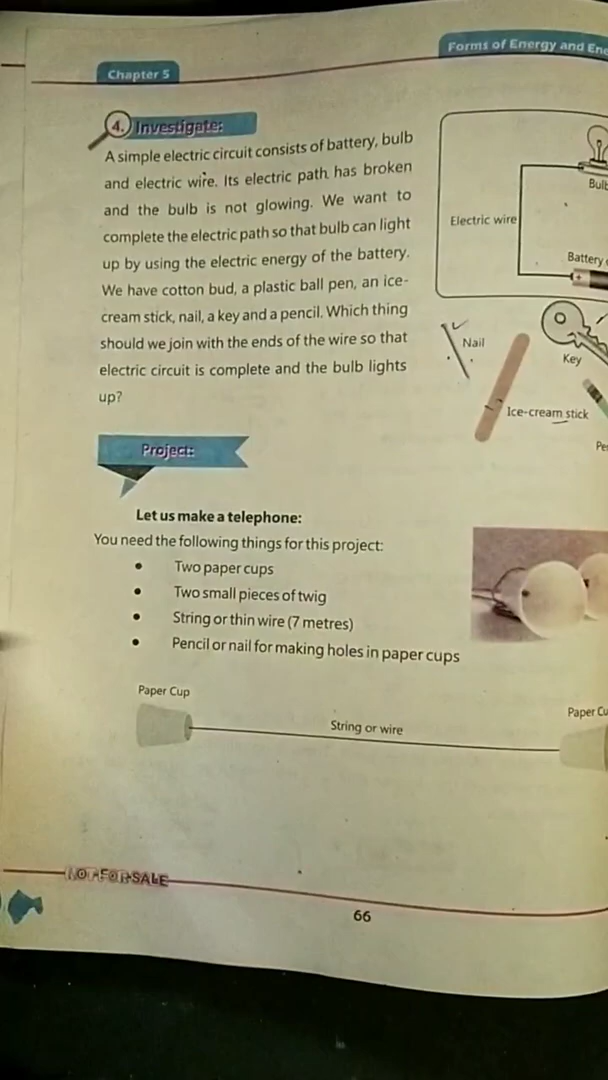 Forms of Energy and Ene
Chapter 5
4. Investigate:
A simple electric circuit consists of battery, bulb
and electric wire. Its electric path has broken
and the bulb is not glowing. We want to
complete the electric path so that bulb can light
up by using the electric energy of the battery.
We have cotton bud, a plastic ball pen, an ice-
cream stick, nail, a key and a pencil. Which thing
should we join with the ends of the wire so that
electric circuit is complete and the bulb lights
up?
Bulb
Electric wire
Battery
+
Nail
Key
Ice-cream stick
Pe
Project:
Let us make a telephone:
You need the following things for this project:
• Two paper cups
• Two small pieces of twig
• String or thin wire (7 metres)
• Pencil or nail for making holes in paper cups
Paper Cup
String or wire
Paper Cu
NOT FOR SALE
66